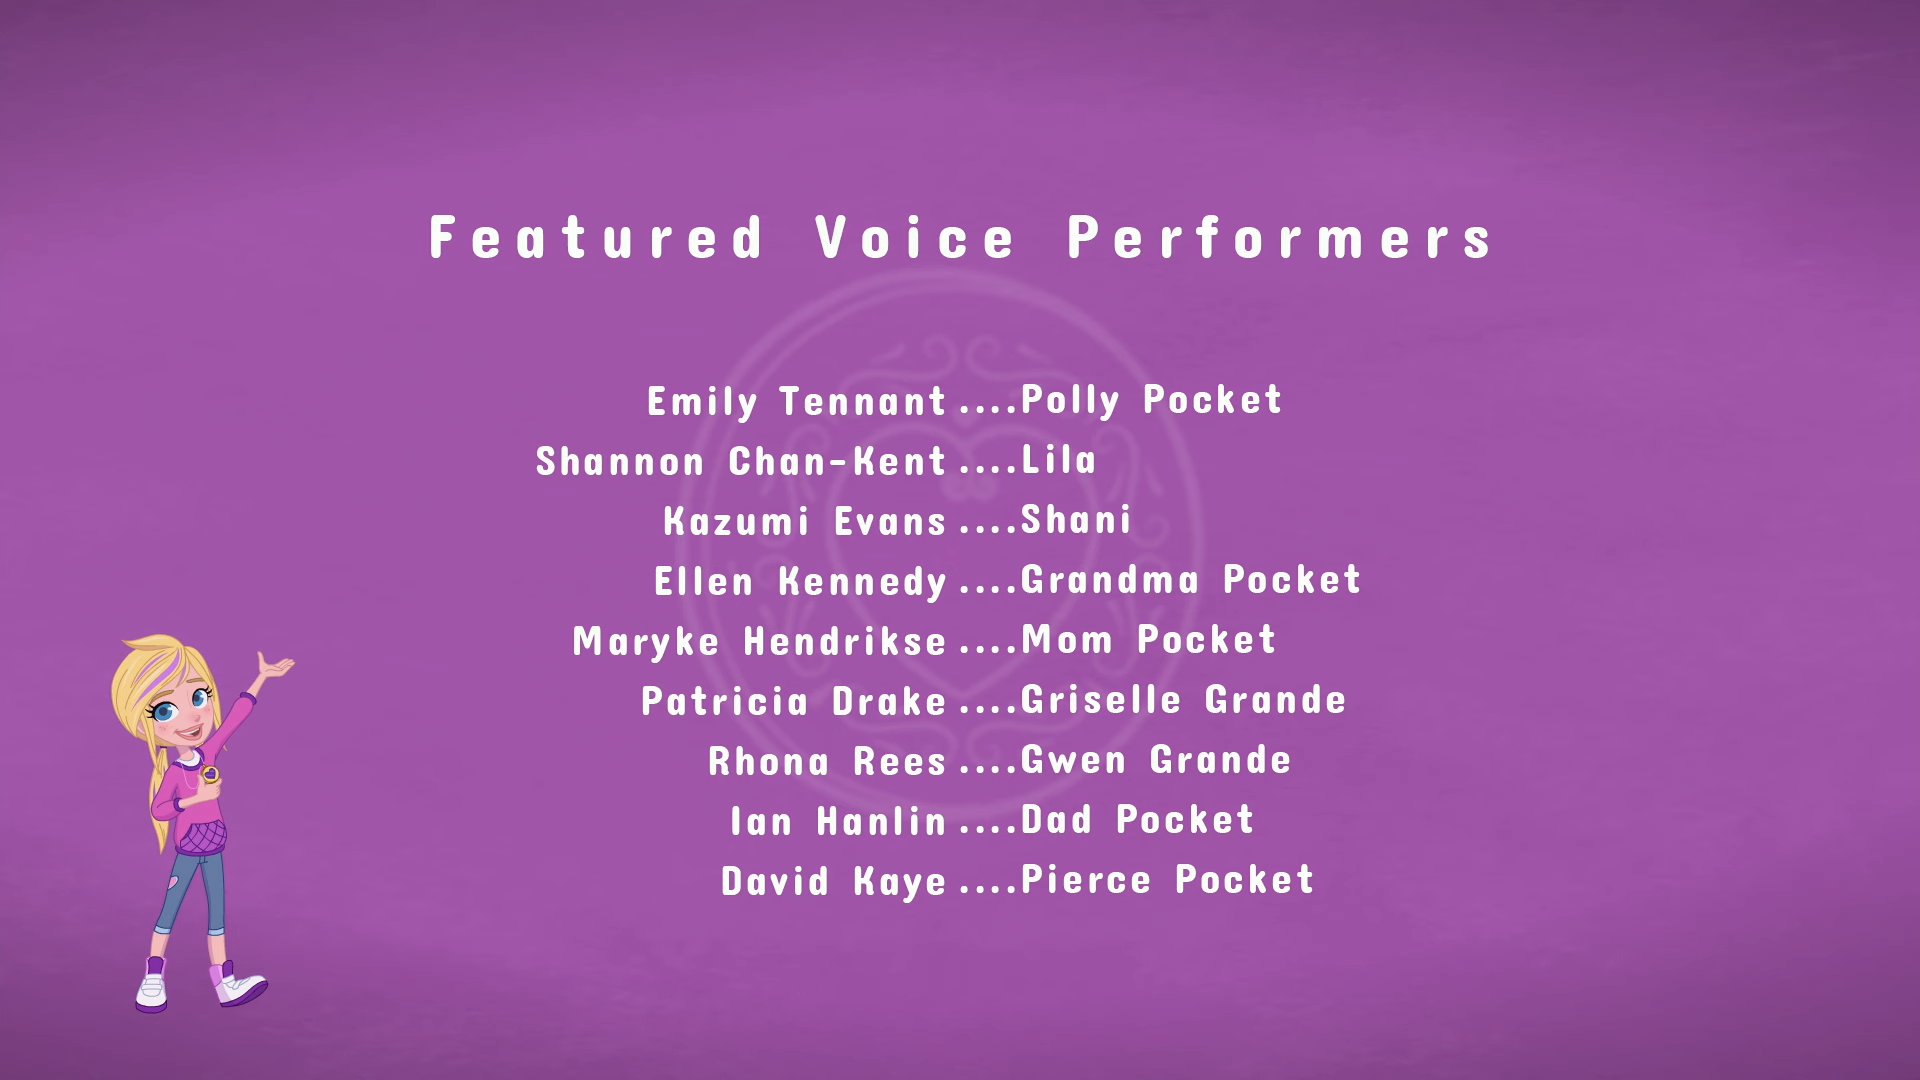 Featured Voice Performers
Emily Tennant ....Polly Pocket
Shannon Chan-Kent ....Lila
Kazumi Evans ....Shani
Ellen Kennedy ....Grandma Pocket
Maryke Hendrikse ....Mom Pocket
Patricia Drake ....Griselle Grande
Rhona Rees ....Gwen Grande
Ian Hanlin ....Dad Pocket
David Kaye ....Pierce Pocket